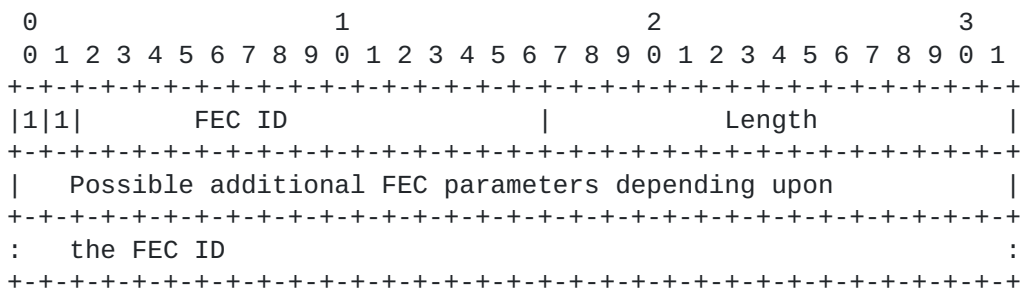 0                   1                   2                   3
 0 1 2 3 4 5 6 7 8 9 0 1 2 3 4 5 6 7 8 9 0 1 2 3 4 5 6 7 8 9 0 1
+-+-+-+-+-+-+-+-+-+-+-+-+-+-+-+-+-+-+-+-+-+-+-+-+-+-+-+-+-+-+-+-+
|1|1|       FEC ID                |           Length            |
+-+-+-+-+-+-+-+-+-+-+-+-+-+-+-+-+-+-+-+-+-+-+-+-+-+-+-+-+-+-+-+-+
|   Possible additional FEC parameters depending upon           |
+-+-+-+-+-+-+-+-+-+-+-+-+-+-+-+-+-+-+-+-+-+-+-+-+-+-+-+-+-+-+-+-+
:   the FEC ID                                                  :
+-+-+-+-+-+-+-+-+-+-+-+-+-+-+-+-+-+-+-+-+-+-+-+-+-+-+-+-+-+-+-+-+